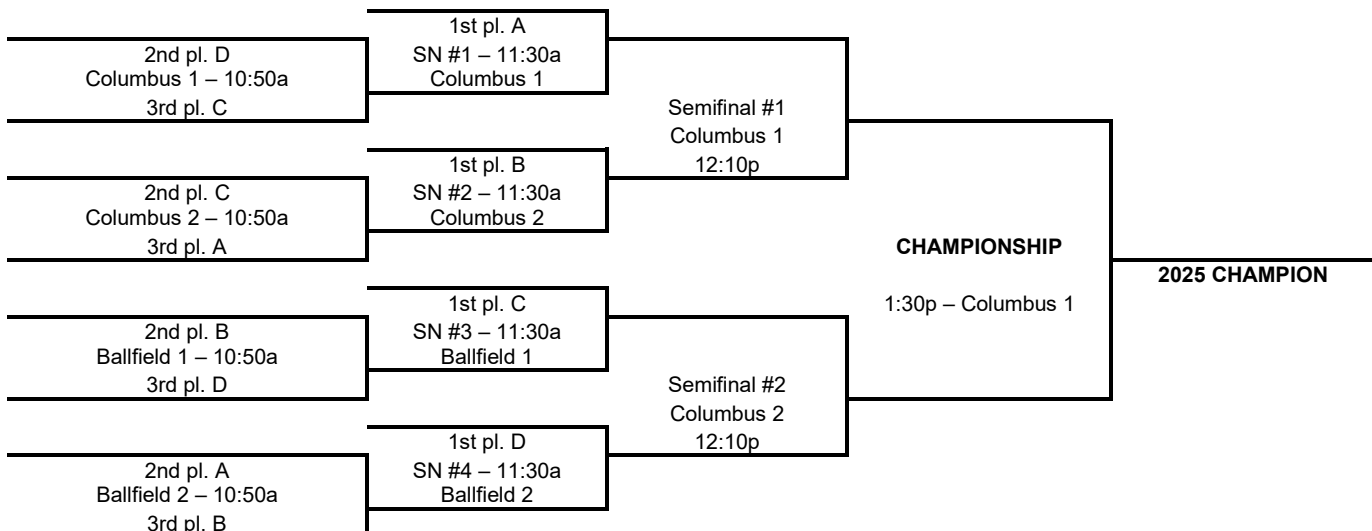 1st pl. A
2nd pl. D
SN #1 – 11:30a
Columbus 1 – 10:50a
Columbus 1
3rd pl. C
Semifinal #1
Columbus 1
1st pl. B
12:10p
2nd pl. C
SN #2 – 11:30a
Columbus 2 – 10:50a
Columbus 2
3rd pl. A
CHAMPIONSHIP
2025 CHAMPION
1st pl. C
1:30p – Columbus 1
2nd pl. B
SN #3 – 11:30a
Ballfield 1 – 10:50a
Ballfield 1
3rd pl. D
Semifinal #2
Columbus 2
1st pl. D
12:10p
2nd pl. A
SN #4 – 11:30a
Ballfield 2 – 10:50a
Ballfield 2
3rd pl. B